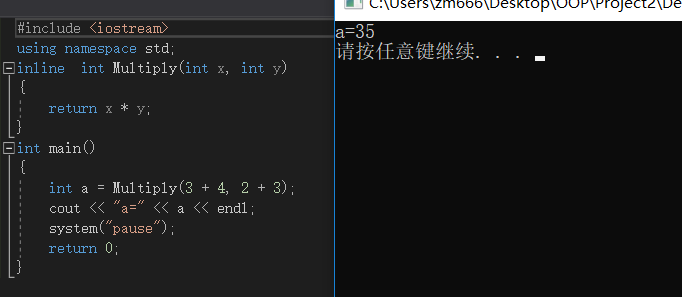 #include <iostream>
using namespace std;
inline  int Multiply(int x, int y)
{
    return x * y;
}
int main()
{
    int a = Multiply(3 + 4, 2 + 3);
    cout << "a=" << a << endl;
    system("pause");
    return 0;
}
C:\Users\zm666\Desktop\OOP\Project2\De
a=35
请按任意键继续. . .